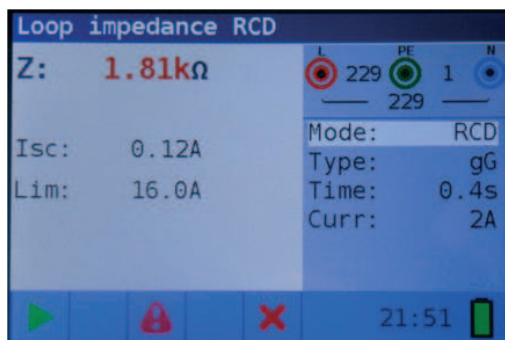 Loop impedance RCD
Z: 1.81kΩ
Isc: 0.12A
Lim: 16.0A
L PE N
229 1
229
Mode: RCD
Type: gG
Time: 0.4s
Curr: 2A
21:51